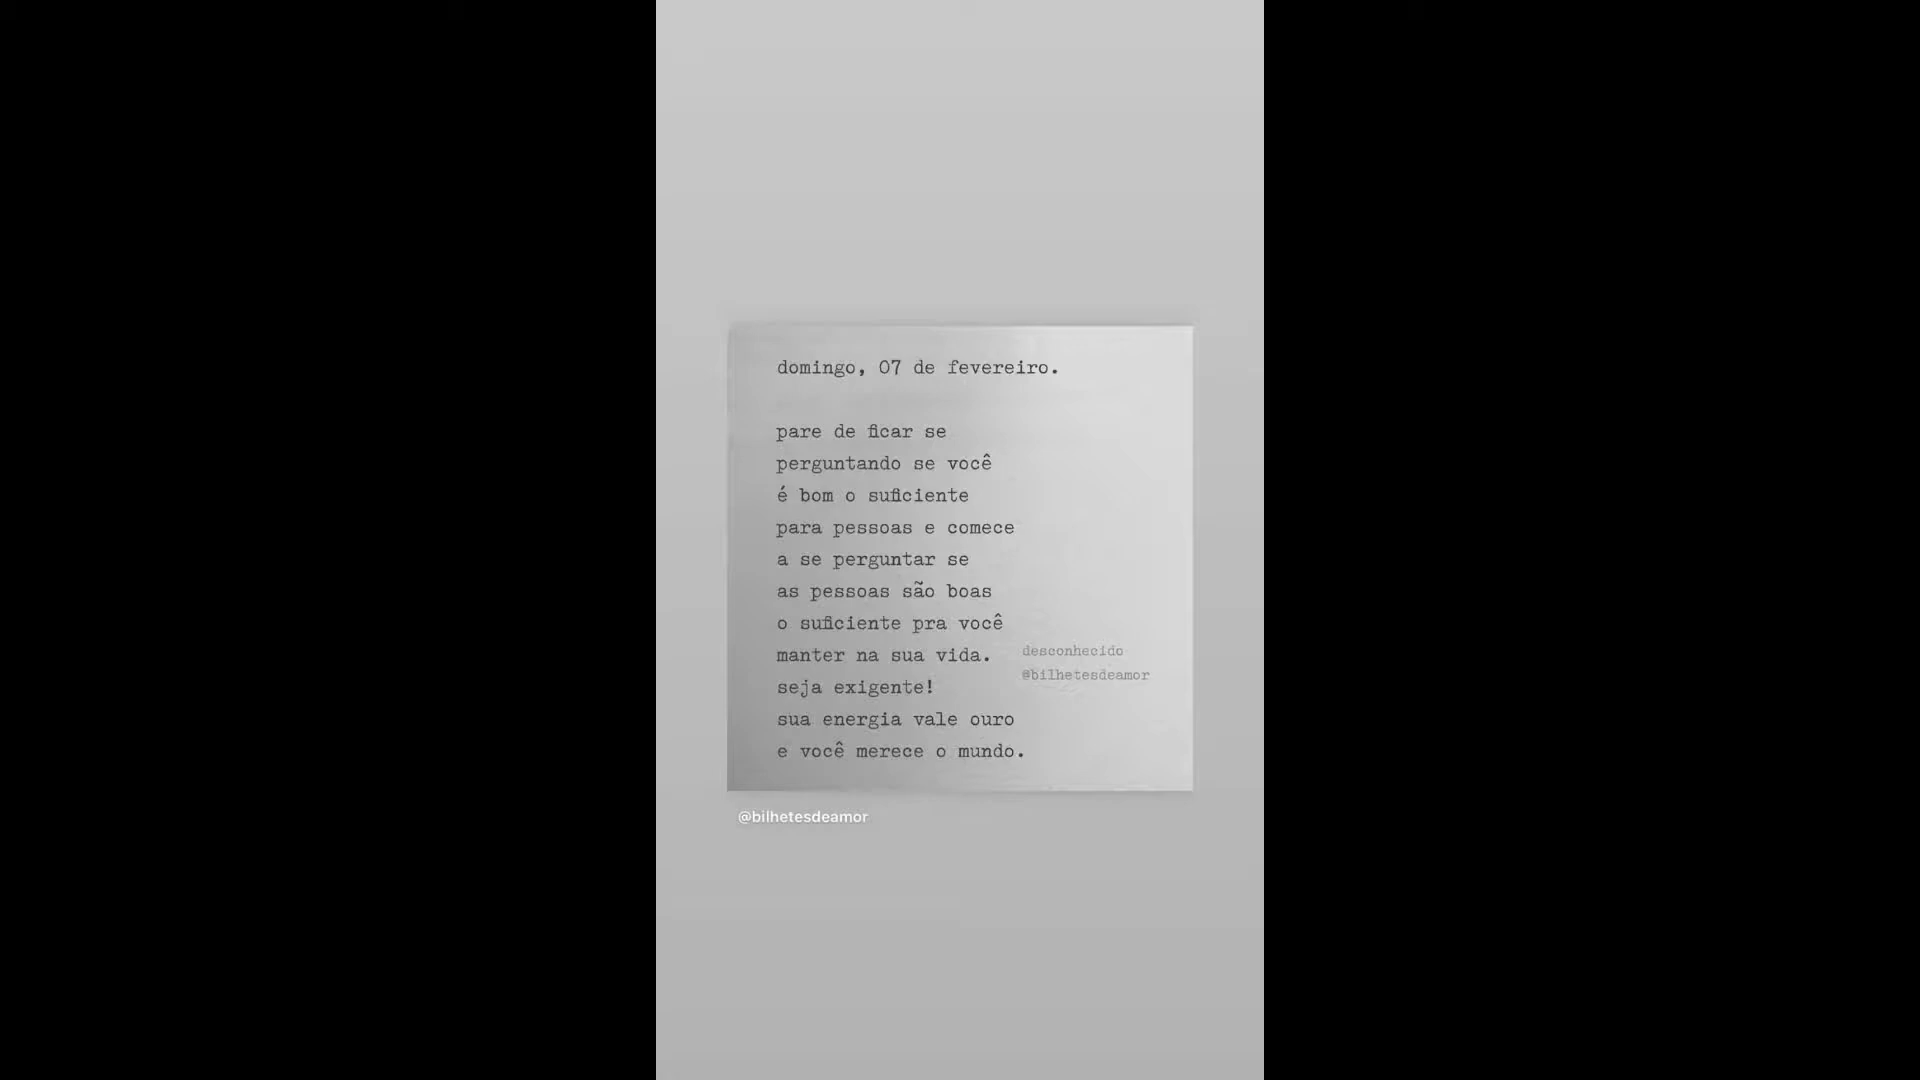 domingo, 07 de fevereiro.
pare de ficar se
perguntando se você
é bom o suficiente
para pessoas e comece
a se perguntar se
as pessoas são boas
o suficiente pra você
manter na sua vida.
seja exigente!
sua energia vale ouro
e você merece o mundo.
desconhecido
@bilhetesdeamor
@bilhetesdeamor